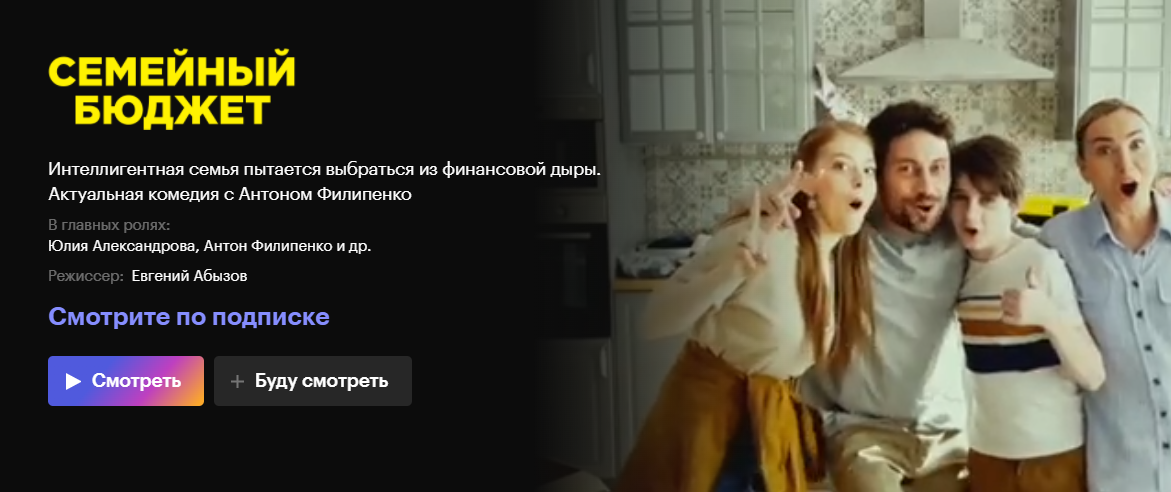 СЕМЕЙНЫЙ
БЮДЖЕТ
Интеллигентная семья пытается выбраться из финансовой дыры.
Актуальная комедия с Антоном Филипенко
В главных ролях:
Юлия Александрова, Антон Филипенко и др.
Режиссер: Евгений Абызов
Смотрите по подписке
Смотреть
+ Буду смотреть